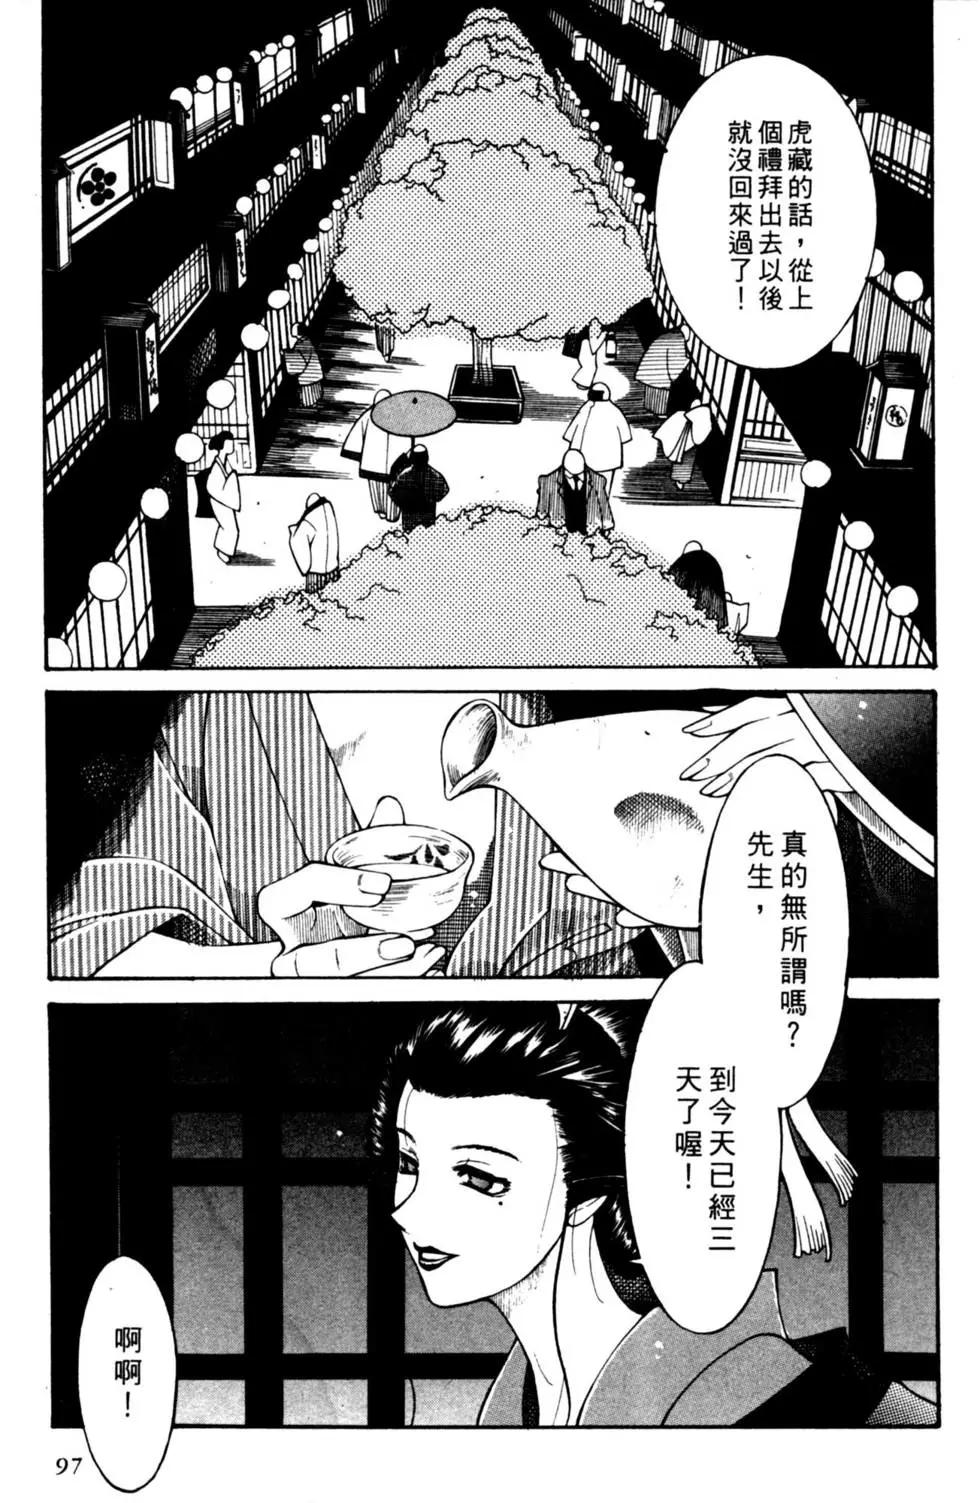 虎藏的話，從上
個禮拜出去以後
就沒回來過了！
真的無所謂嗎？
先生，
到今天已經三
天了喔！
啊啊！
97